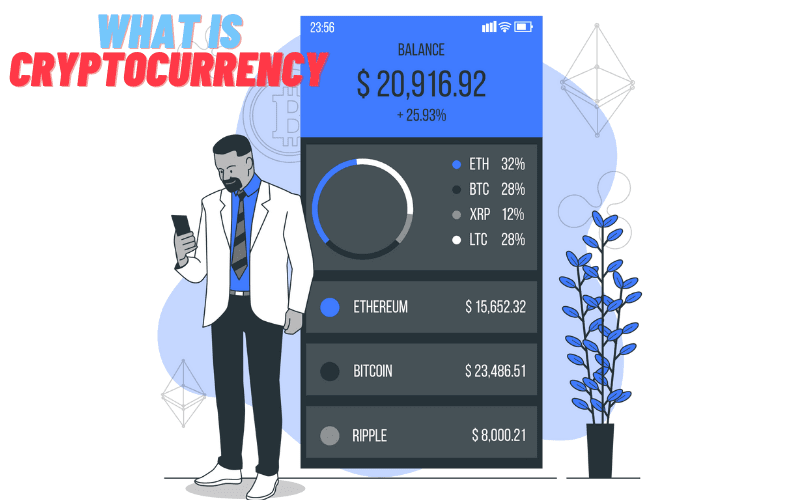 WHAT IS
CRYPTOCURRENCY
23:56
BALANCE
$ 20,916.92
+ 25.93%
ETH 32%
BTC 28%
XRP 12%
LTC 28%
ETHEREUM $ 15,652.32
BITCOIN $ 23,486.51
RIPPLE $ 8,000.21